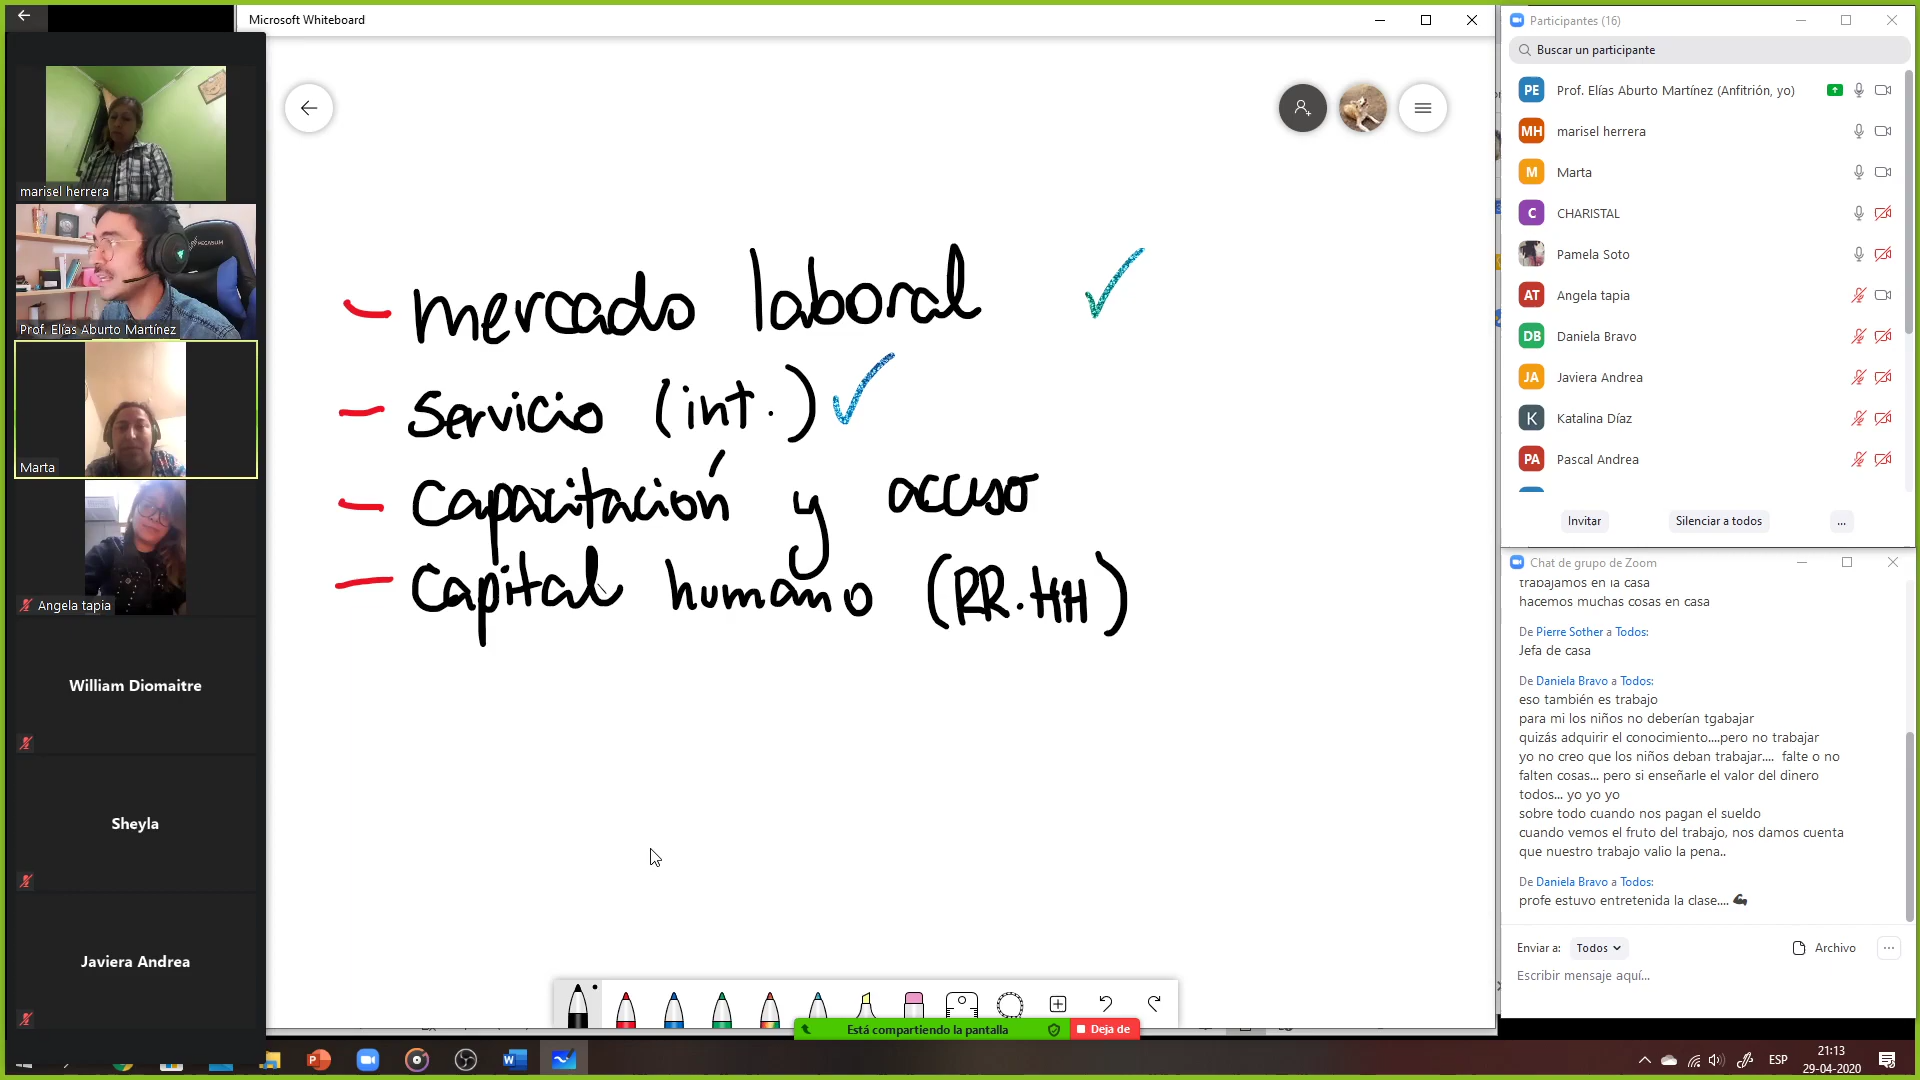 Microsoft Whiteboard
marisel herrera
Prof. Elías Aburto Martínez
Marta
Angela tapia
William Diomaitre
Sheyla
Javiera Andrea
- mercado laboral ✓
- Servicio (int.) ✓
- Capacitación y acceso
- Capital humano (RR.HH)
Está compartiendo la pantalla
Deja de
Participantes (16)
Buscar un participante
PE Prof. Elías Aburto Martínez (Anfitrión, yo)
MH marisel herrera
M Marta
C CHARISTAL
Pamela Soto
AT Angela tapia
DB Daniela Bravo
JA Javiera Andrea
K Katalina Díaz
PA Pascal Andrea
Invitar
Silenciar a todos
...
Chat de grupo de Zoom
trabajamos en la casa
hacemos muchas cosas en casa
De Pierre Sother a Todos:
Jefa de casa
De Daniela Bravo a Todos:
eso también es trabajo
para mi los niños no deberían tgabajar
quizás adquirir el conocimiento....pero no trabajar
yo no creo que los niños deban trabajar.... falte o no
falten cosas... pero si enseñarle el valor del dinero
todos... yo yo yo
sobre todo cuando nos pagan el sueldo
cuando vemos el fruto del trabajo, nos damos cuenta
que nuestro trabajo valio la pena..
De Daniela Bravo a Todos:
profe estuvo entretenida la clase....
Enviar a: Todos
Archivo
...
Escribir mensaje aquí...
ESP
21:13
29-04-2020